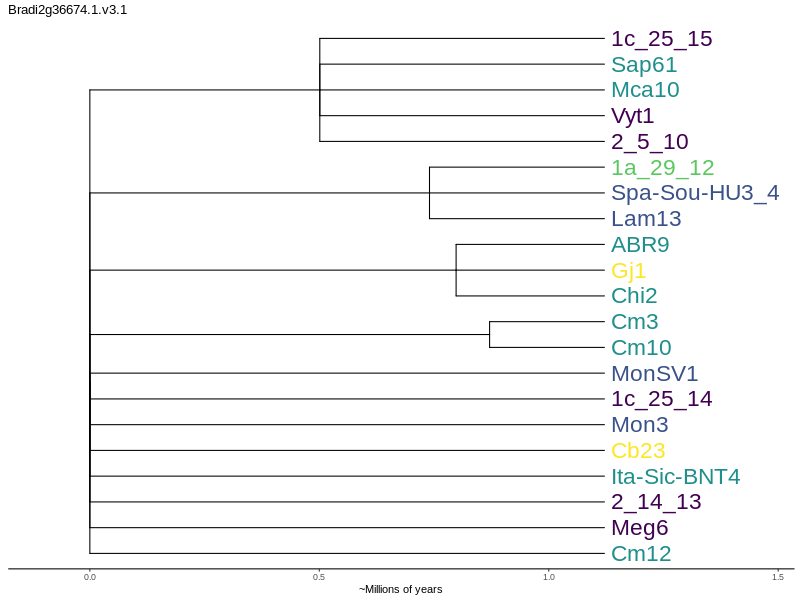 Bradi2g36674.1.v3.1
1c_25_15
Sap61
Mca10
Vyt1
2_5_10
1a_29_12
Spa-Sou-HU3_4
Lam13
ABR9
Gj1
Chi2
Cm3
Cm10
MonSV1
1c_25_14
Mon3
Cb23
Ita-Sic-BNT4
2_14_13
Meg6
Cm12
0.0 0.5 1.0 1.5
~Millions of years